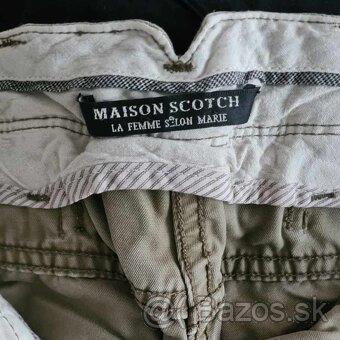 MAISON SCOTCH
LA FEMME SELON MARIE
Bazos.sk